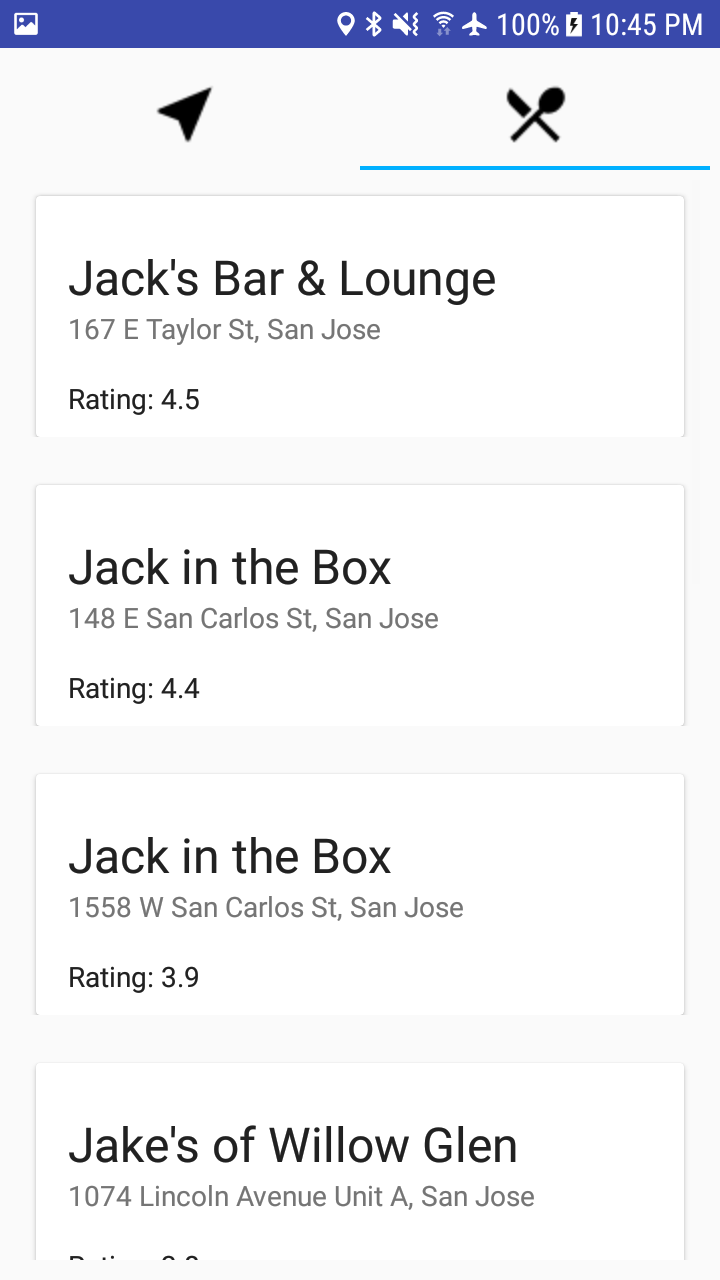 100% 10:45 PM
Jack's Bar & Lounge
167 E Taylor St, San Jose
Rating: 4.5
Jack in the Box
148 E San Carlos St, San Jose
Rating: 4.4
Jack in the Box
1558 W San Carlos St, San Jose
Rating: 3.9
Jake's of Willow Glen
1074 Lincoln Avenue Unit A, San Jose